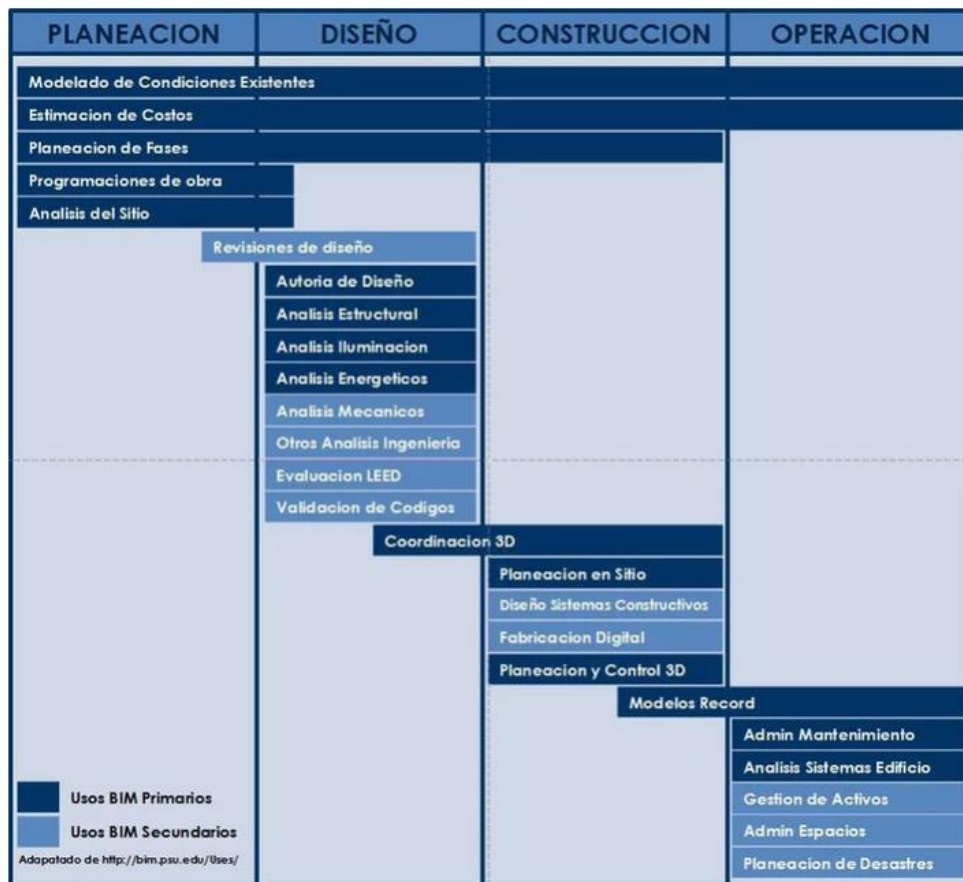 PLANEACION
DISEÑO
CONSTRUCCION
OPERACION
Modelado de Condiciones Existentes
Estimacion de Costos
Planeacion de Fases
Programaciones de obra
Analisis del Sitio
Revisiones de diseño
Autoria de Diseño
Analisis Estructural
Analisis Iluminacion
Analisis Energeticos
Analisis Mecanicos
Otros Analisis Ingenieria
Evaluacion LEED
Validacion de Codigos
Coordinacion 3D
Planeacion en Sitio
Diseño Sistemas Constructivos
Fabricacion Digital
Planeacion y Control 3D
Modelos Record
Admin Mantenimiento
Analisis Sistemas Edificio
Gestion de Activos
Admin Espacios
Planeacion de Desastres
Usos BIM Primarios
Usos BIM Secundarios
Adapatado de http://bim.psu.edu/Uses/